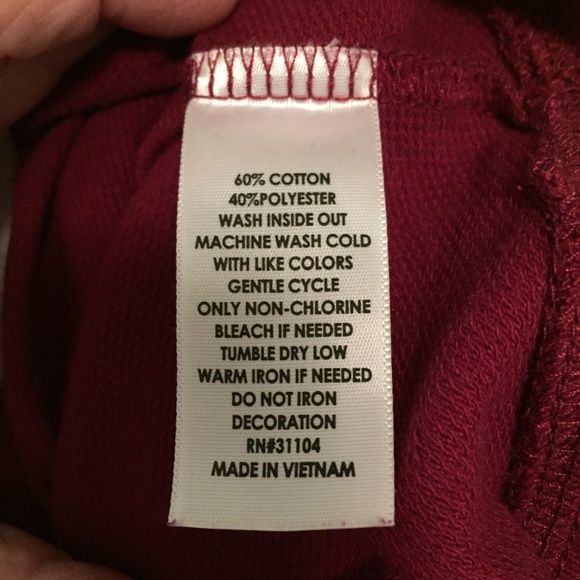 60% COTTON
40%POLYESTER
WASH INSIDE OUT
MACHINE WASH COLD
WITH LIKE COLORS
GENTLE CYCLE
ONLY NON-CHLORINE
BLEACH IF NEEDED
TUMBLE DRY LOW
WARM IRON IF NEEDED
DO NOT IRON
DECORATION
RN#31104
MADE IN VIETNAM